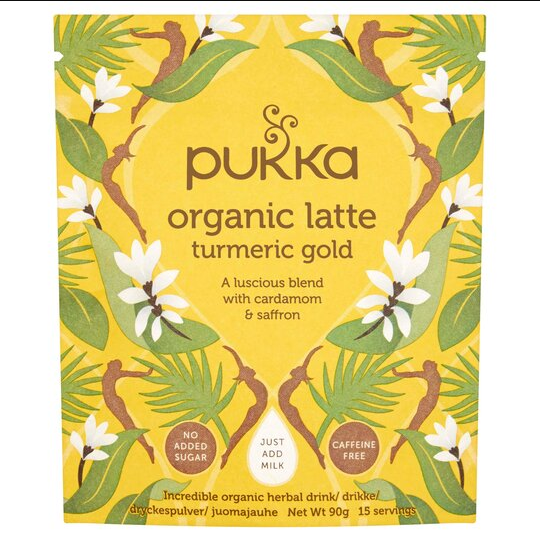 pukka
organic latte
turmeric gold
A luscious blend
with cardamom
& saffron
NO
ADDED
SUGAR
JUST
ADD
MILK
CAFFEINE
FREE
Incredible organic herbal drink/ drikke/
dryckespulver/ juomajauhe Net Wt 90g 15 servings